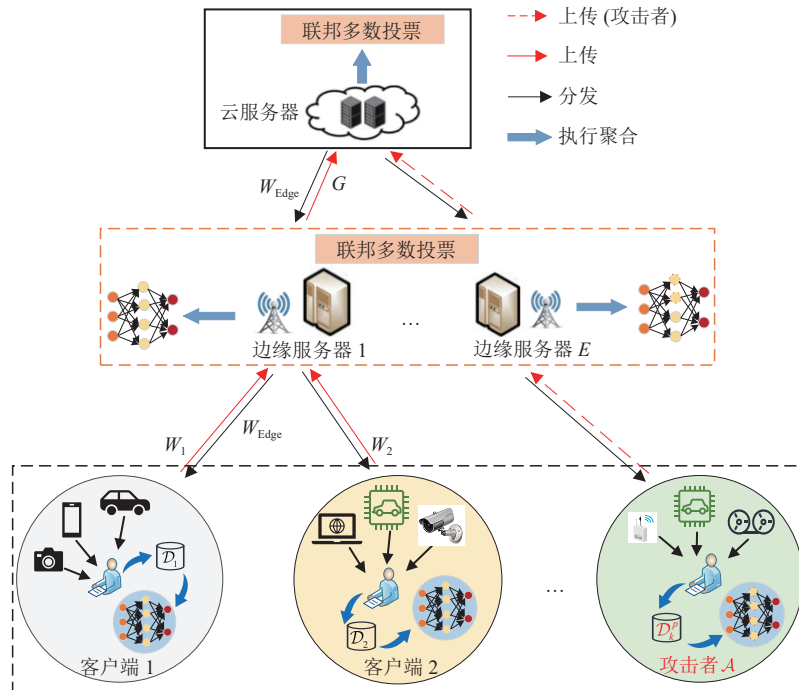 联邦多数投票
云服务器
上传 (攻击者)
上传
分发
执行聚合
W_Edge
G
联邦多数投票
边缘服务器 1
...
边缘服务器 E
W_1
W_Edge
W_2
𝒟_1
客户端 1
𝒟_2
客户端 2
...
𝒟_k^p
攻击者 𝒜